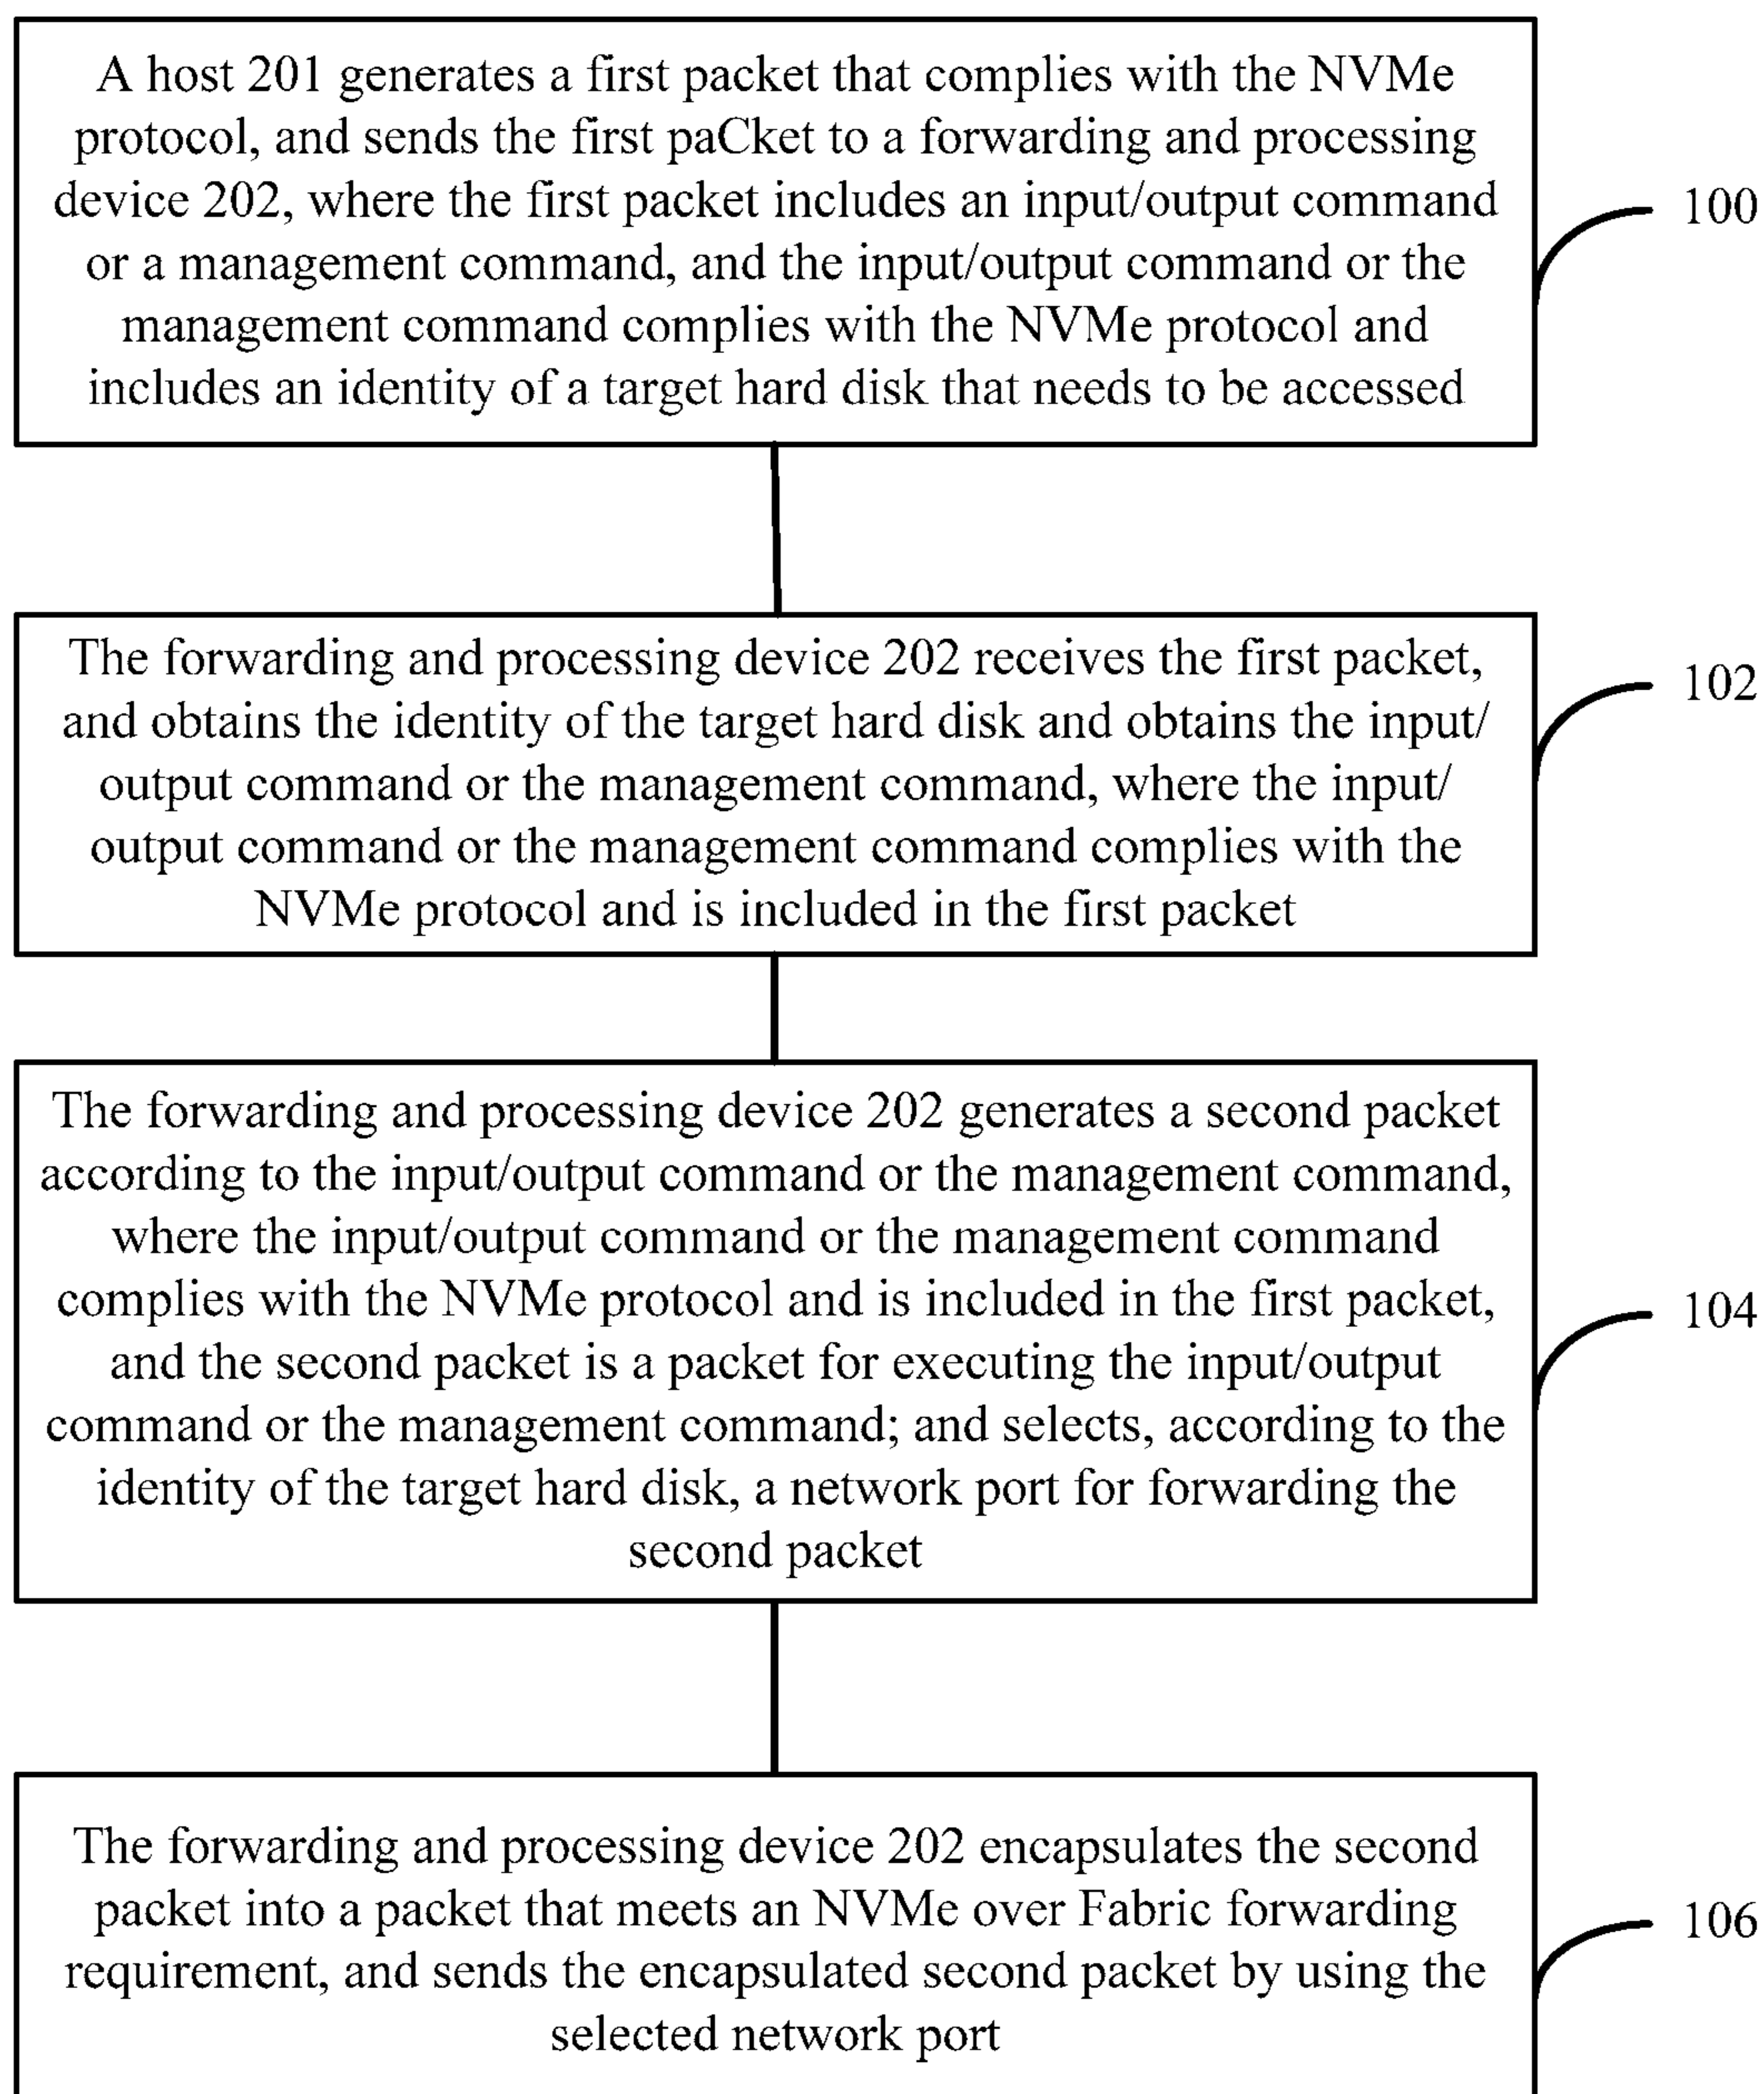 A host 201 generates a first packet that complies with the NVMe
protocol, and sends the first paCket to a forwarding and processing
device 202, where the first packet includes an input/output command
or a management command, and the input/output command or the
management command complies with the NVMe protocol and
includes an identity of a target hard disk that needs to be accessed
100
The forwarding and processing device 202 receives the first packet,
and obtains the identity of the target hard disk and obtains the input/
output command or the management command, where the input/
output command or the management command complies with the
NVMe protocol and is included in the first packet
102
The forwarding and processing device 202 generates a second packet
according to the input/output command or the management command,
where the input/output command or the management command
complies with the NVMe protocol and is included in the first packet,
and the second packet is a packet for executing the input/output
command or the management command; and selects, according to the
identity of the target hard disk, a network port for forwarding the
second packet
104
The forwarding and processing device 202 encapsulates the second
packet into a packet that meets an NVMe over Fabric forwarding
requirement, and sends the encapsulated second packet by using the
selected network port
106